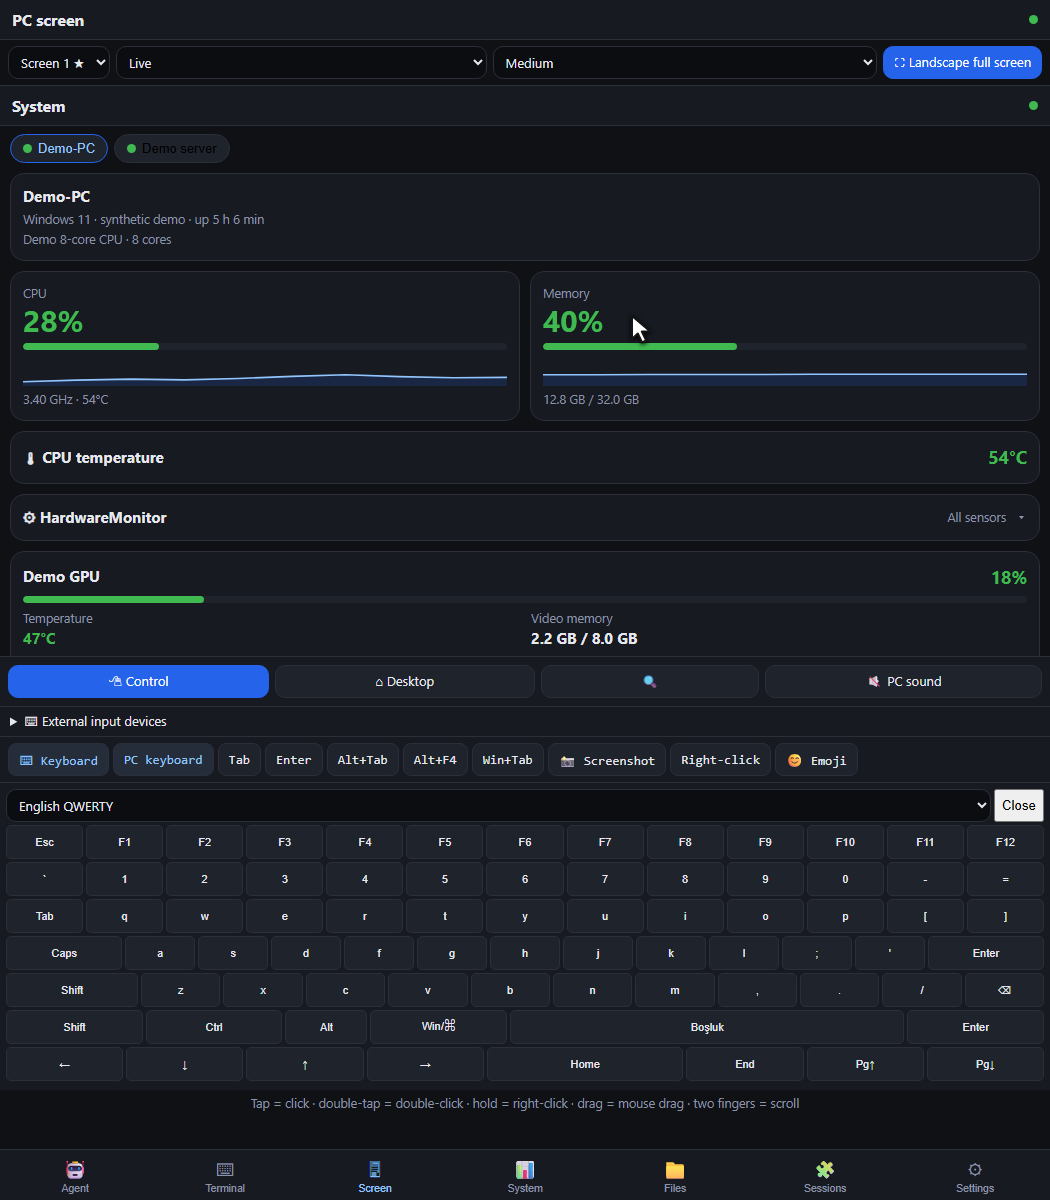 PC screen
Screen 1 ★ Live Medium ⛶ Landscape full screen
System
Demo-PC Demo server
Demo-PC
Windows 11 · synthetic demo · up 5 h 6 min
Demo 8-core CPU · 8 cores
CPU Memory
28% 40%
3.40 GHz · 54°C 12.8 GB / 32.0 GB
🌡 CPU temperature 54°C
⚙ HardwareMonitor All sensors
Demo GPU 18%
Temperature Video memory
47°C 2.2 GB / 8.0 GB
🖱 Control ⌂ Desktop 🔍 🔇 PC sound
▶ ⌨ External input devices
⌨ Keyboard PC keyboard Tab Enter Alt+Tab Alt+F4 Win+Tab 📸 Screenshot Right-click 😊 Emoji
English QWERTY Close
Esc F1 F2 F3 F4 F5 F6 F7 F8 F9 F10 F11 F12
` 1 2 3 4 5 6 7 8 9 0 - =
Tab q w e r t y u i o p [ ]
Caps a s d f g h j k l ; ' Enter
Shift z x c v b n m , . / ⌫
Shift Ctrl Alt Win/⌘ Boşluk Enter
← ↓ ↑ → Home End Pg↑ Pg↓
Tap = click · double-tap = double-click · hold = right-click · drag = mouse drag · two fingers = scroll
Agent Terminal Screen System Files Sessions Settings